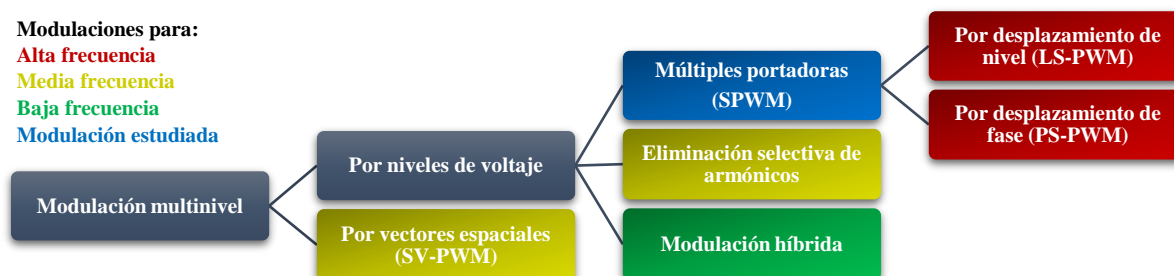 Modulaciones para:
Alta frecuencia
Media frecuencia
Baja frecuencia
Modulación estudiada
Modulación multinivel
Por niveles de voltaje
Por vectores espaciales
(SV-PWM)
Múltiples portadoras
(SPWM)
Eliminación selectiva de
armónicos
Modulación híbrida
Por desplazamiento de
nivel (LS-PWM)
Por desplazamiento de
fase (PS-PWM)